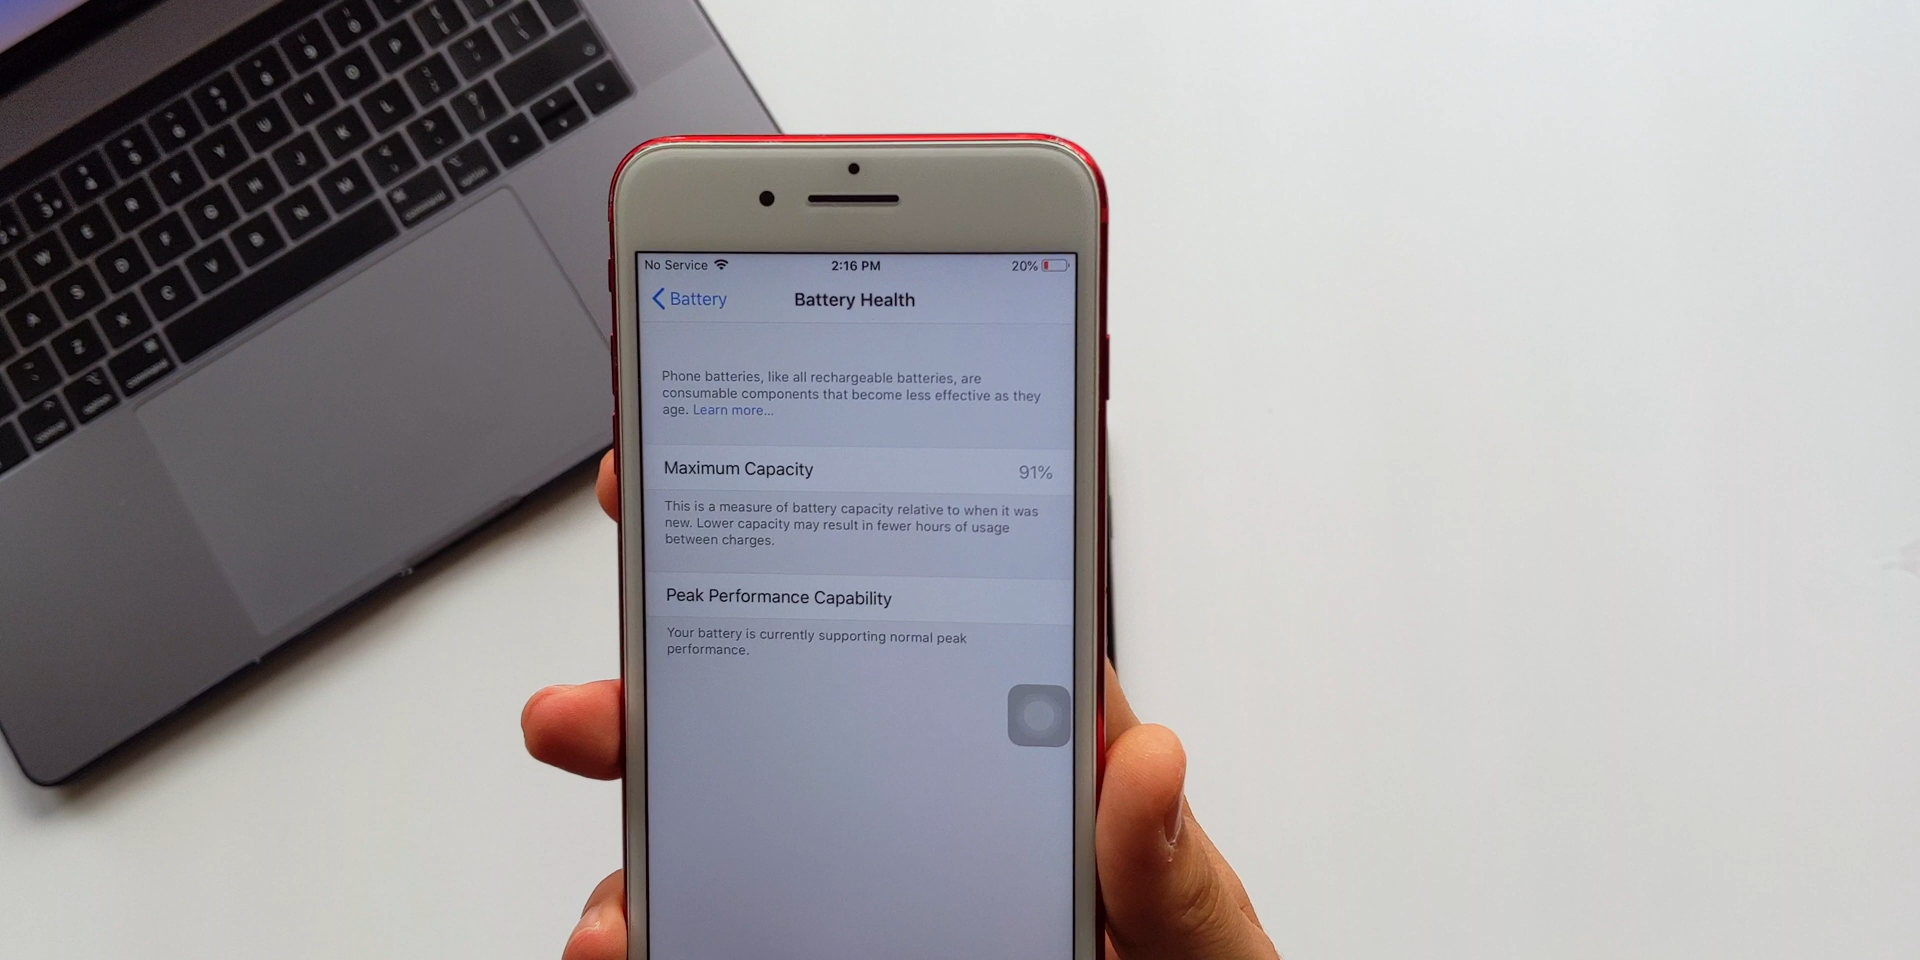 No Service
2:16 PM
20%
Battery
Battery Health
Phone batteries, like all rechargeable batteries, are
consumable components that become less effective as they
age. Learn more...
Maximum Capacity
91%
This is a measure of battery capacity relative to when it was
new. Lower capacity may result in fewer hours of usage
between charges.
Peak Performance Capability
Your battery is currently supporting normal peak
performance.